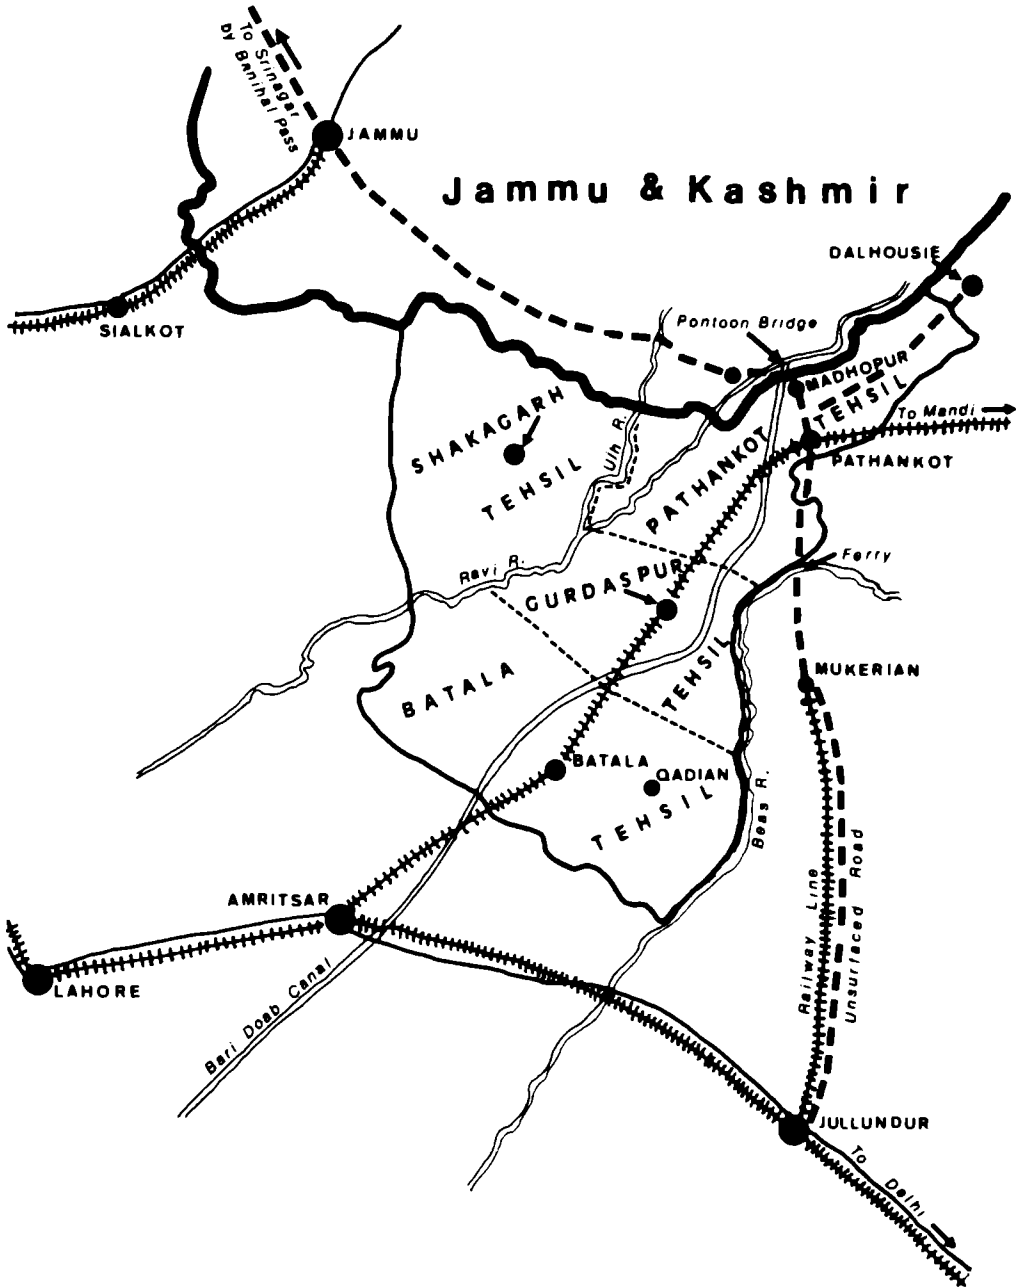 To Srinagar
by Banihal Pass
JAMMU
Jammu & Kashmir
DALHOUSIE
SIALKOT
Pontoon Bridge
MADHOPUR
TEHSIL
To Mandi
SHAKAGARH
TEHSIL
Ulh R.
PATHANKOT
PATHANKOT
Ravi R.
GURDASPUR
TEHSIL
Ferry
BATALA
TEHSIL
MUKERIAN
BATALA
QADIAN
Beas R.
Railway Line
Unsurfaced Road
AMRITSAR
LAHORE
Bari Doab Canal
JULLUNDUR
To Delhi